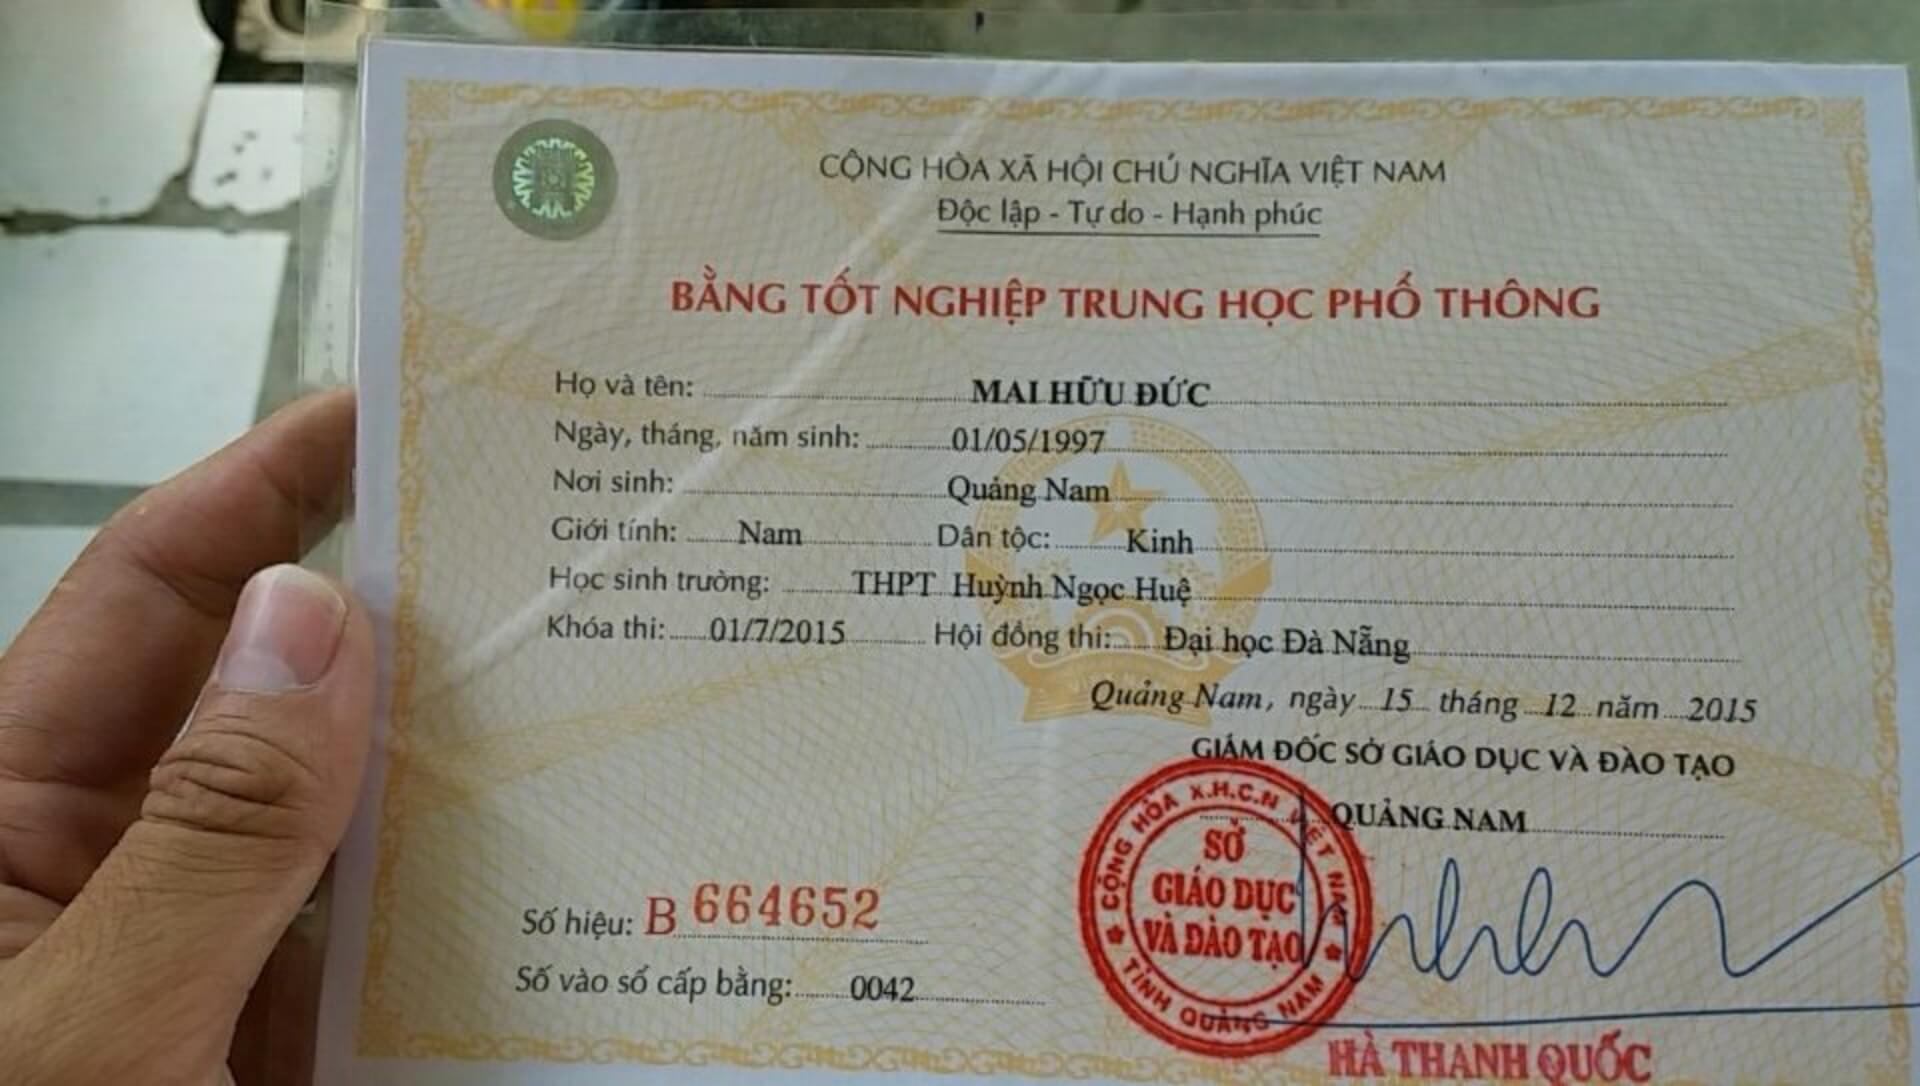 CỘNG HÒA XÃ HỘI CHỦ NGHĨA VIỆT NAM
Độc lập - Tự do - Hạnh phúc
BẰNG TỐT NGHIỆP TRUNG HỌC PHỔ THÔNG
Họ và tên: MAI HỮU ĐỨC
Ngày, tháng, năm sinh: 01/05/1997
Nơi sinh: Quảng Nam
Giới tính: Nam Dân tộc: Kinh
Học sinh trường: THPT Huỳnh Ngọc Huệ
Khóa thi: 01/7/2015 Hội đồng thi: Đại học Đà Nẵng
Quảng Nam, ngày 15 tháng 12 năm 2015
GIÁM ĐỐC SỞ GIÁO DỤC VÀ ĐÀO TẠO
QUẢNG NAM
CỘNG HÒA X.H.C.N VIỆT NAM
SỞ
GIÁO DỤC
VÀ ĐÀO TẠO
TỈNH QUẢNG NAM
Số hiệu: B 664652
Số vào sổ cấp bằng: 0042
HÀ THANH QUỐC